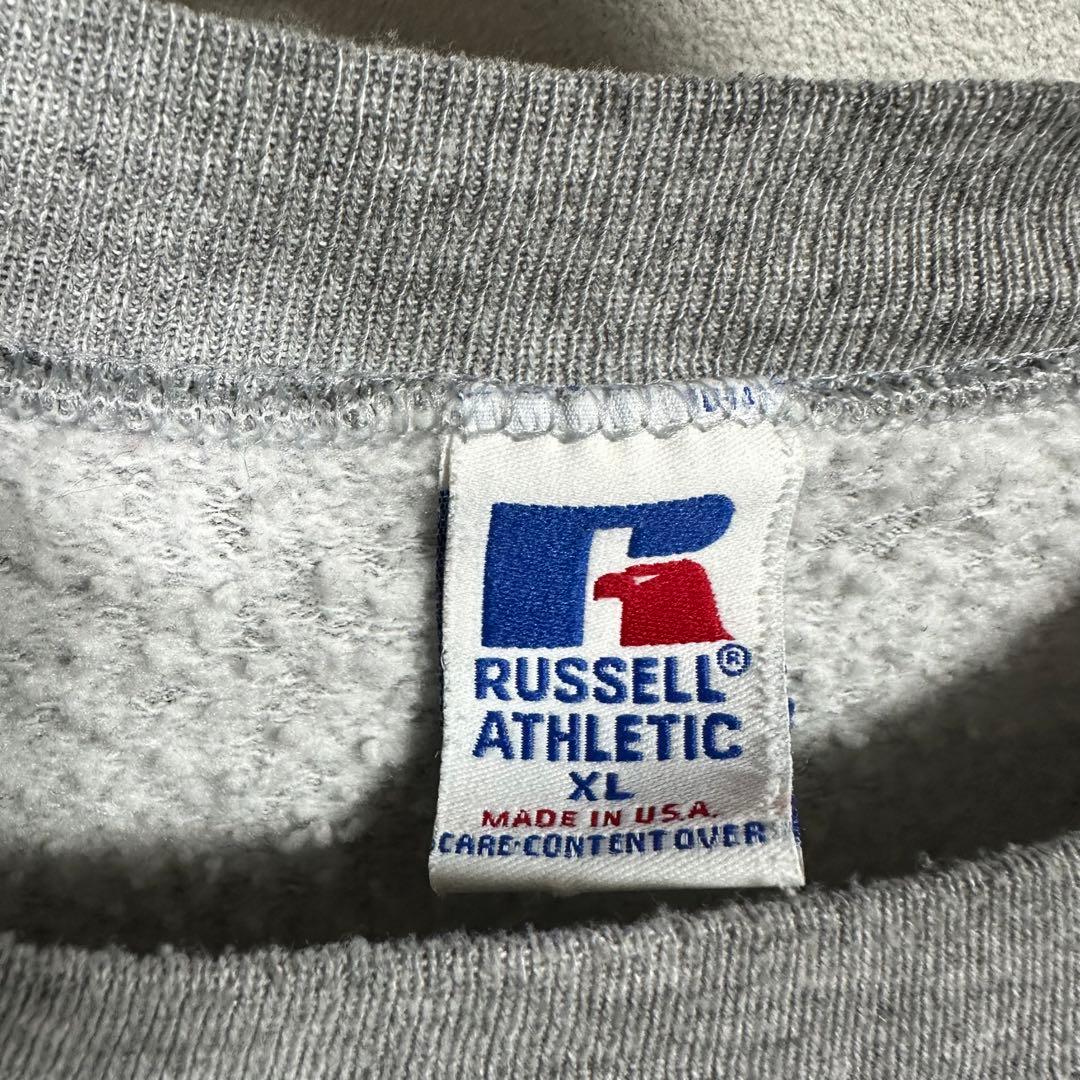 RUSSELL®
ATHLETIC
XL
MADE IN U.S.A.
CARE·CONTENT OVER